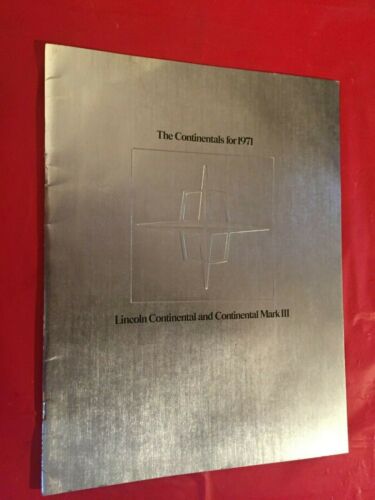 The Continentals for 1971
Lincoln Continental and Continental Mark III